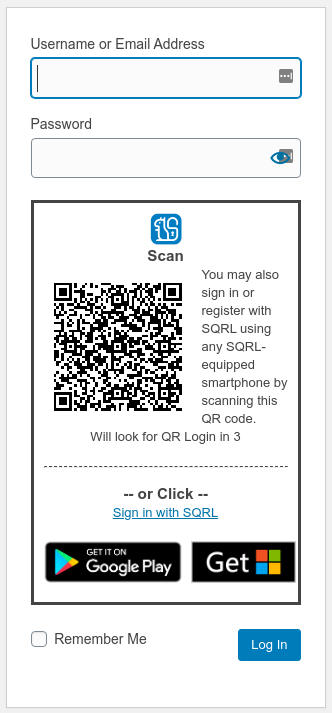 Username or Email Address
Password
Scan
You may also
sign in or
register with
SQRL using
any SQRL-
equipped
smartphone by
scanning this
QR code.
Will look for QR Login in 3
-- or Click --
Sign in with SQRL
GET IT ON
Google Play
Get
Remember Me
Log In